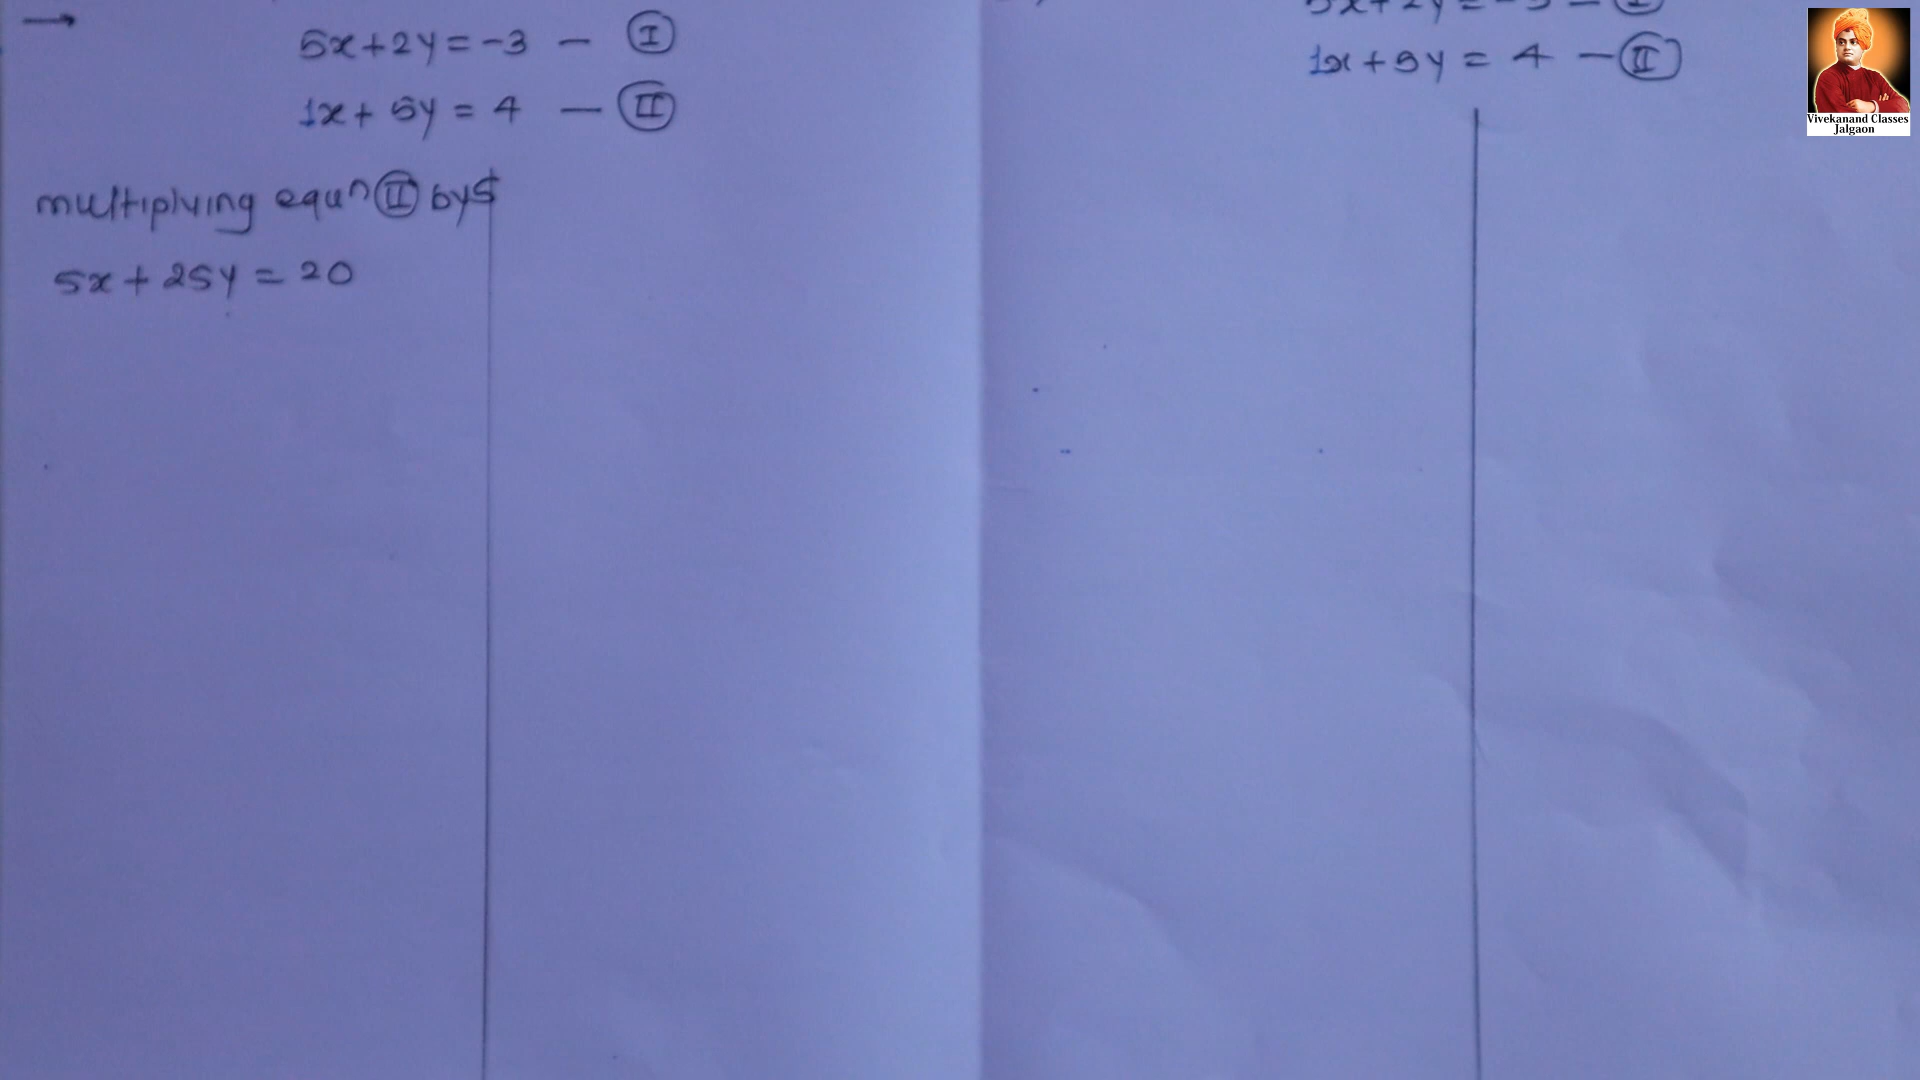 5x+2y=-3 — I
1x+5y=4 — II
multiplying equn II by 5
5x+25y=20
1x+5y=4 — II
Vivekanand Classes
Jalgaon